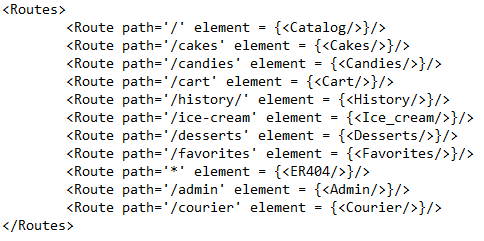 <Routes>
<Route path='/' element = {<Catalog/>}/>
<Route path='/cakes' element = {<Cakes/>}/>
<Route path='/candies' element = {<Candies/>}/>
<Route path='/cart' element = {<Cart/>}/>
<Route path='/history/' element = {<History/>}/>
<Route path='/ice-cream' element = {<Ice_cream/>}/>
<Route path='/desserts' element = {<Desserts/>}/>
<Route path='/favorites' element = {<Favorites/>}/>
<Route path='*' element = {<ER404/>}/>
<Route path='/admin' element = {<Admin/>}/>
<Route path='/courier' element = {<Courier/>}/>
</Routes>